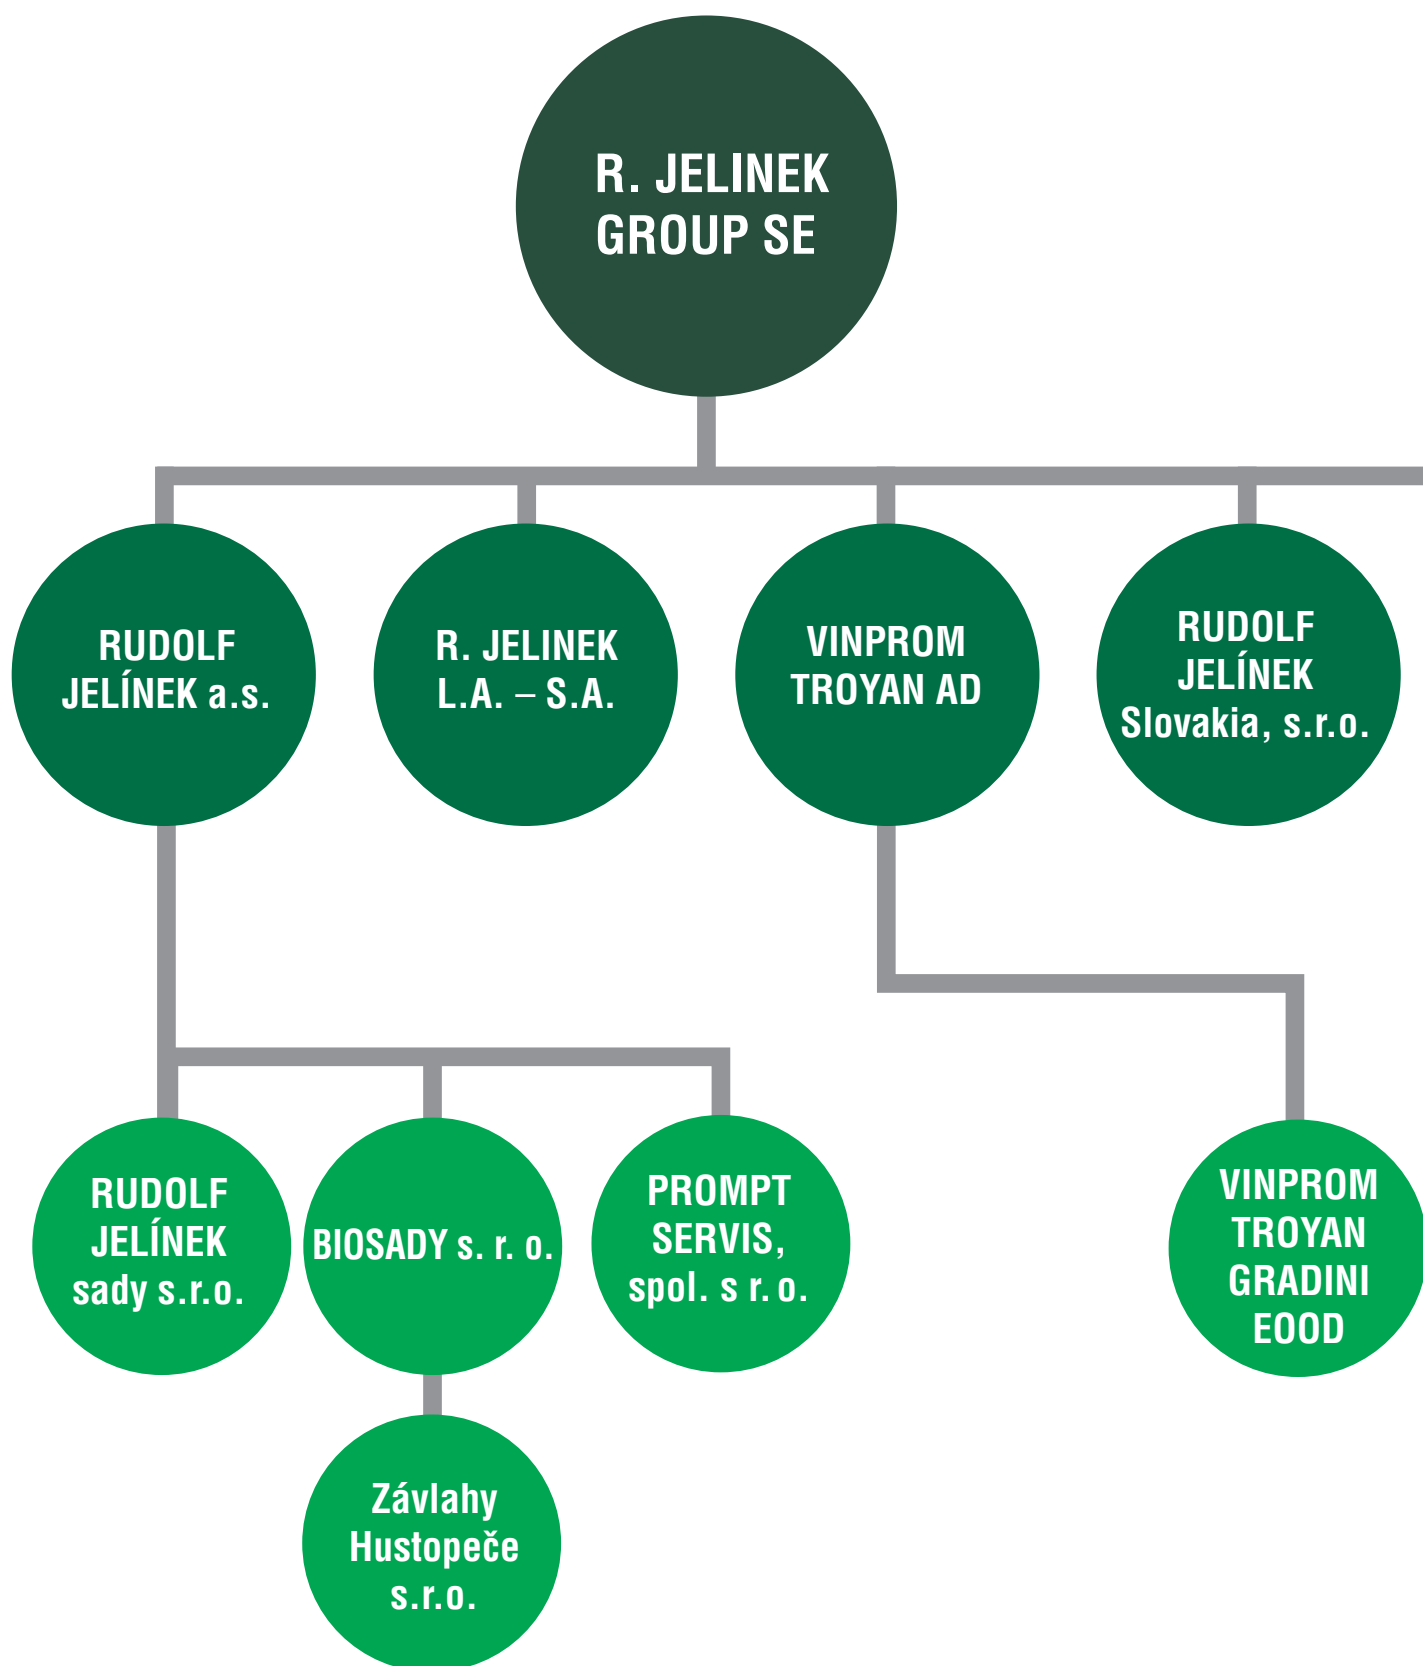 R. JELINEK
GROUP SE
RUDOLF
JELÍNEK a.s.
R. JELINEK
L.A. – S.A.
VINPROM
TROYAN AD
RUDOLF
JELÍNEK
Slovakia, s.r.o.
RUDOLF
JELÍNEK
sady s.r.o.
BIOSADY s. r. o.
PROMPT
SERVIS,
spol. s r. o.
VINPROM
TROYAN
GRADINI
EOOD
Závlahy
Hustopeče
s.r.o.